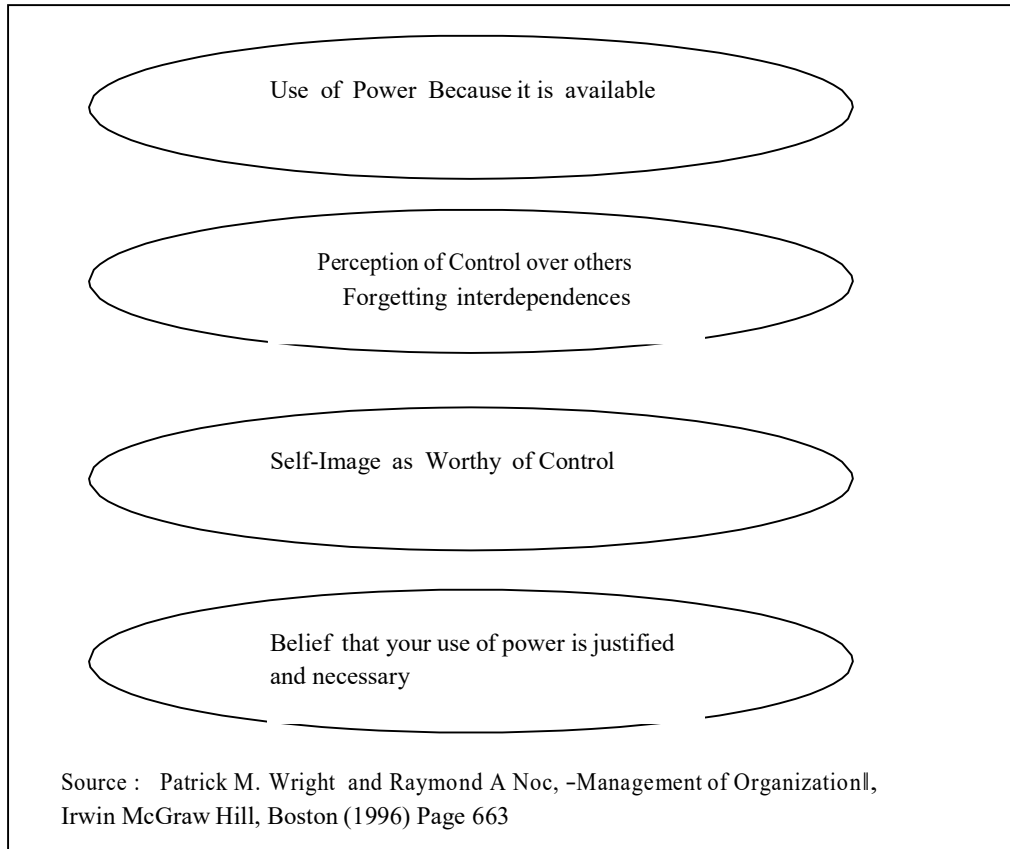 Use of Power Because it is available
Perception of Control over others
Forgetting interdependences
Self-Image as Worthy of Control
Belief that your use of power is justified
and necessary
Source : Patrick M. Wright and Raymond A Noc, ―Management of Organization‖,
Irwin McGraw Hill, Boston (1996) Page 663